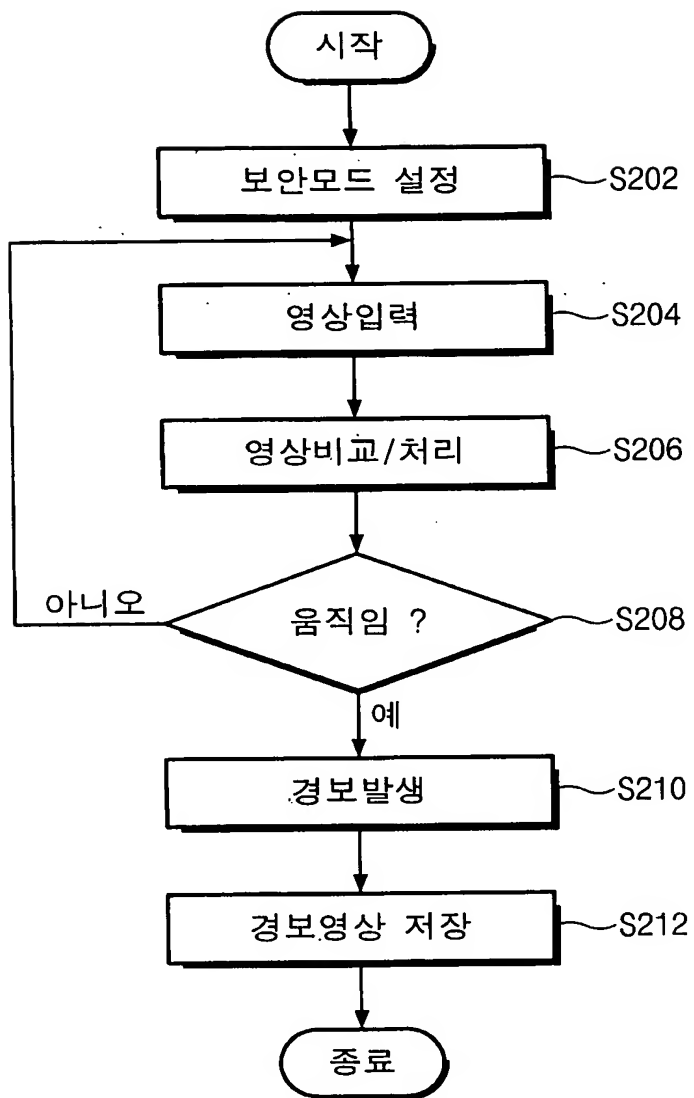 시작
보안모드 설정
S202
영상입력
S204
영상비교/처리
S206
아니오
움직임 ?
S208
예
경보발생
S210
경보영상 저장
S212
종료